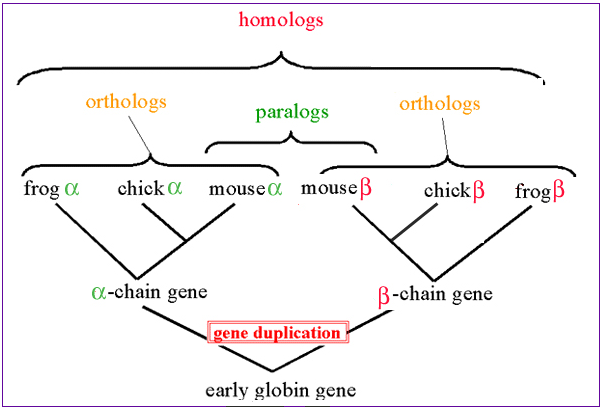 homologs
orthologs
paralogs
orthologs
frog α
chick α
mouse α
mouse β
chick β
frog β
α-chain gene
β-chain gene
gene duplication
early globin gene